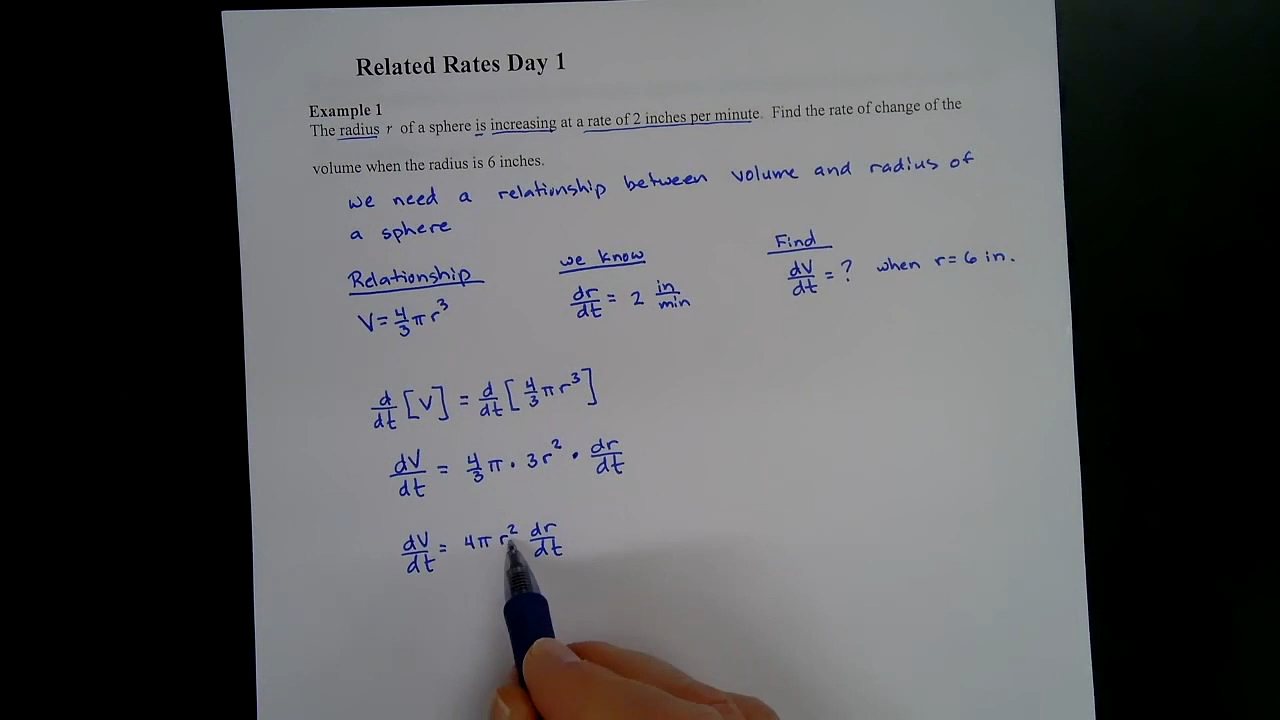 Related Rates Day 1
Example 1
The radius r of a sphere is increasing at a rate of 2 inches per minute. Find the rate of change of the
volume when the radius is 6 inches.
we need a relationship between volume and radius of
a sphere
Relationship
V = 4/3 π r³
we know
dr/dt = 2 in/min
Find
dV/dt = ? when r = 6 in.
d/dt [V] = d/dt [4/3 π r³]
dV/dt = 4/3 π · 3r² · dr/dt
dV/dt = 4π r² dr/dt